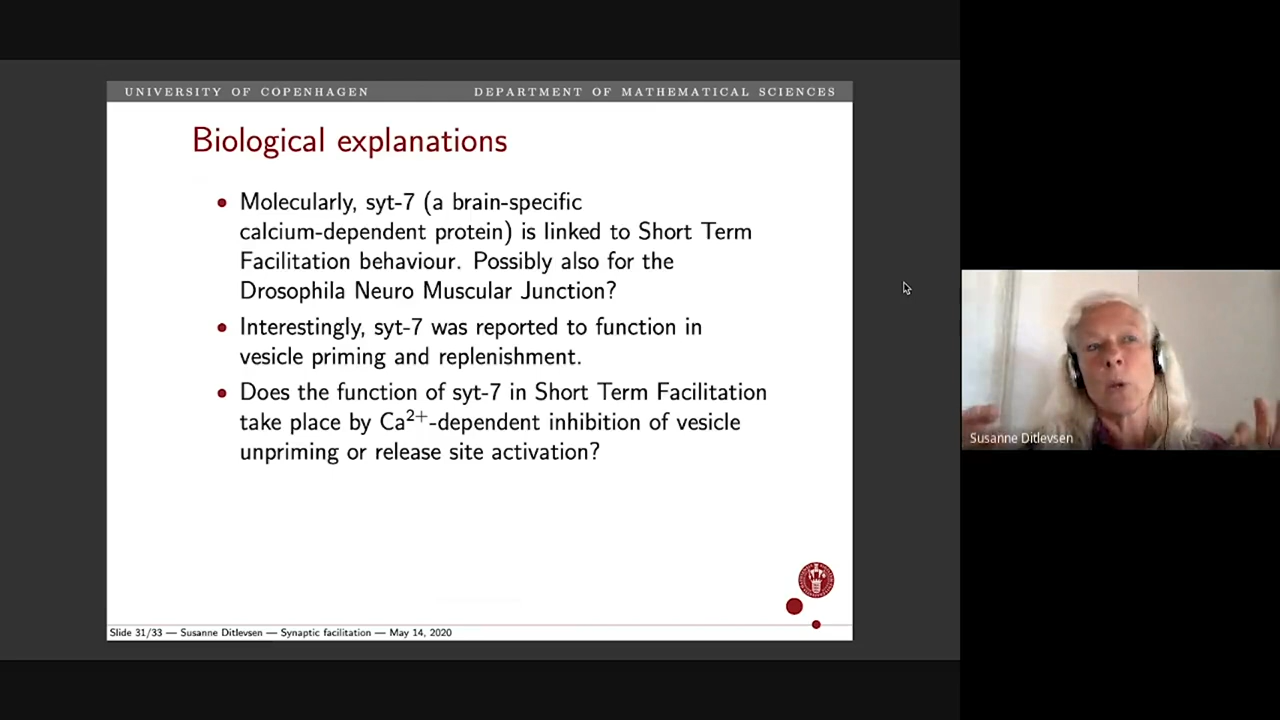 UNIVERSITY OF COPENHAGEN
DEPARTMENT OF MATHEMATICAL SCIENCES
Biological explanations
Molecularly, syt-7 (a brain-specific
calcium-dependent protein) is linked to Short Term
Facilitation behaviour. Possibly also for the
Drosophila Neuro Muscular Junction?
Interestingly, syt-7 was reported to function in
vesicle priming and replenishment.
Does the function of syt-7 in Short Term Facilitation
take place by Ca²⁺-dependent inhibition of vesicle
unpriming or release site activation?
Slide 31/33 — Susanne Ditlevsen — Synaptic facilitation — May 14, 2020
Susanne Ditlevsen